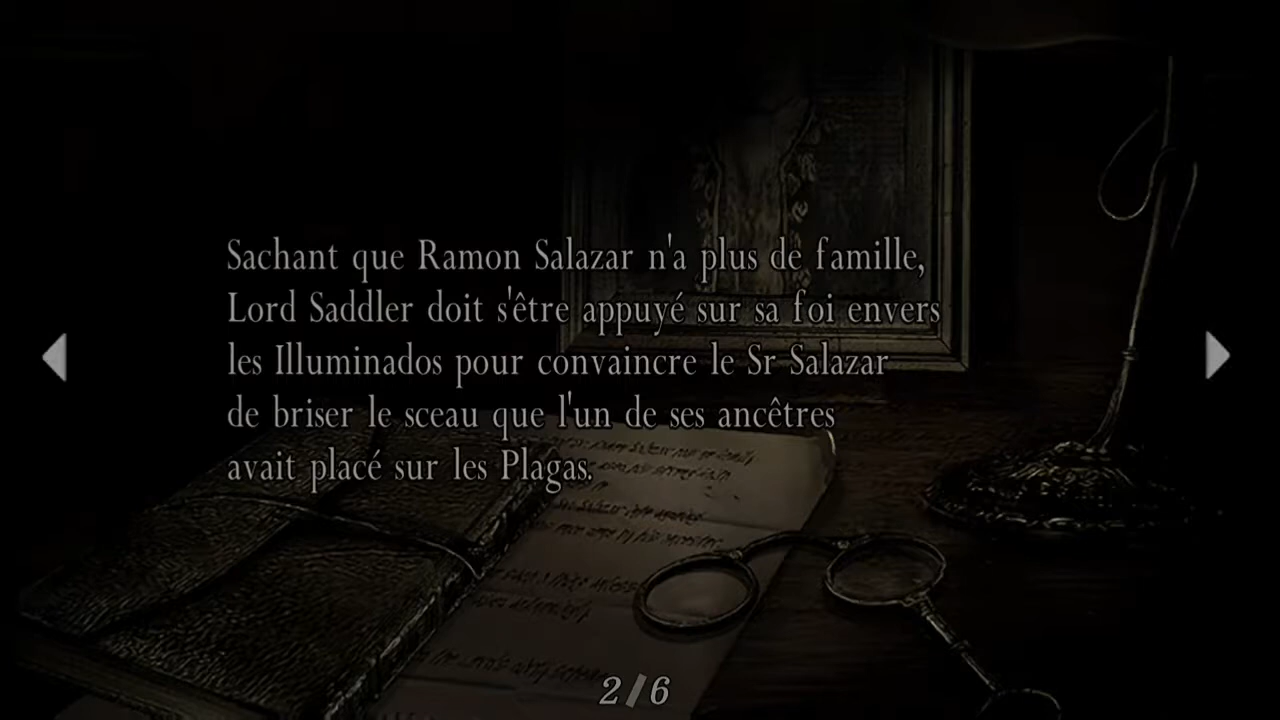 Sachant que Ramon Salazar n'a plus de famille,
Lord Saddler doit s'être appuyé sur sa foi envers
les Illuminados pour convaincre le Sr Salazar
de briser le sceau que l'un de ses ancêtres
avait placé sur les Plagas.
2/6